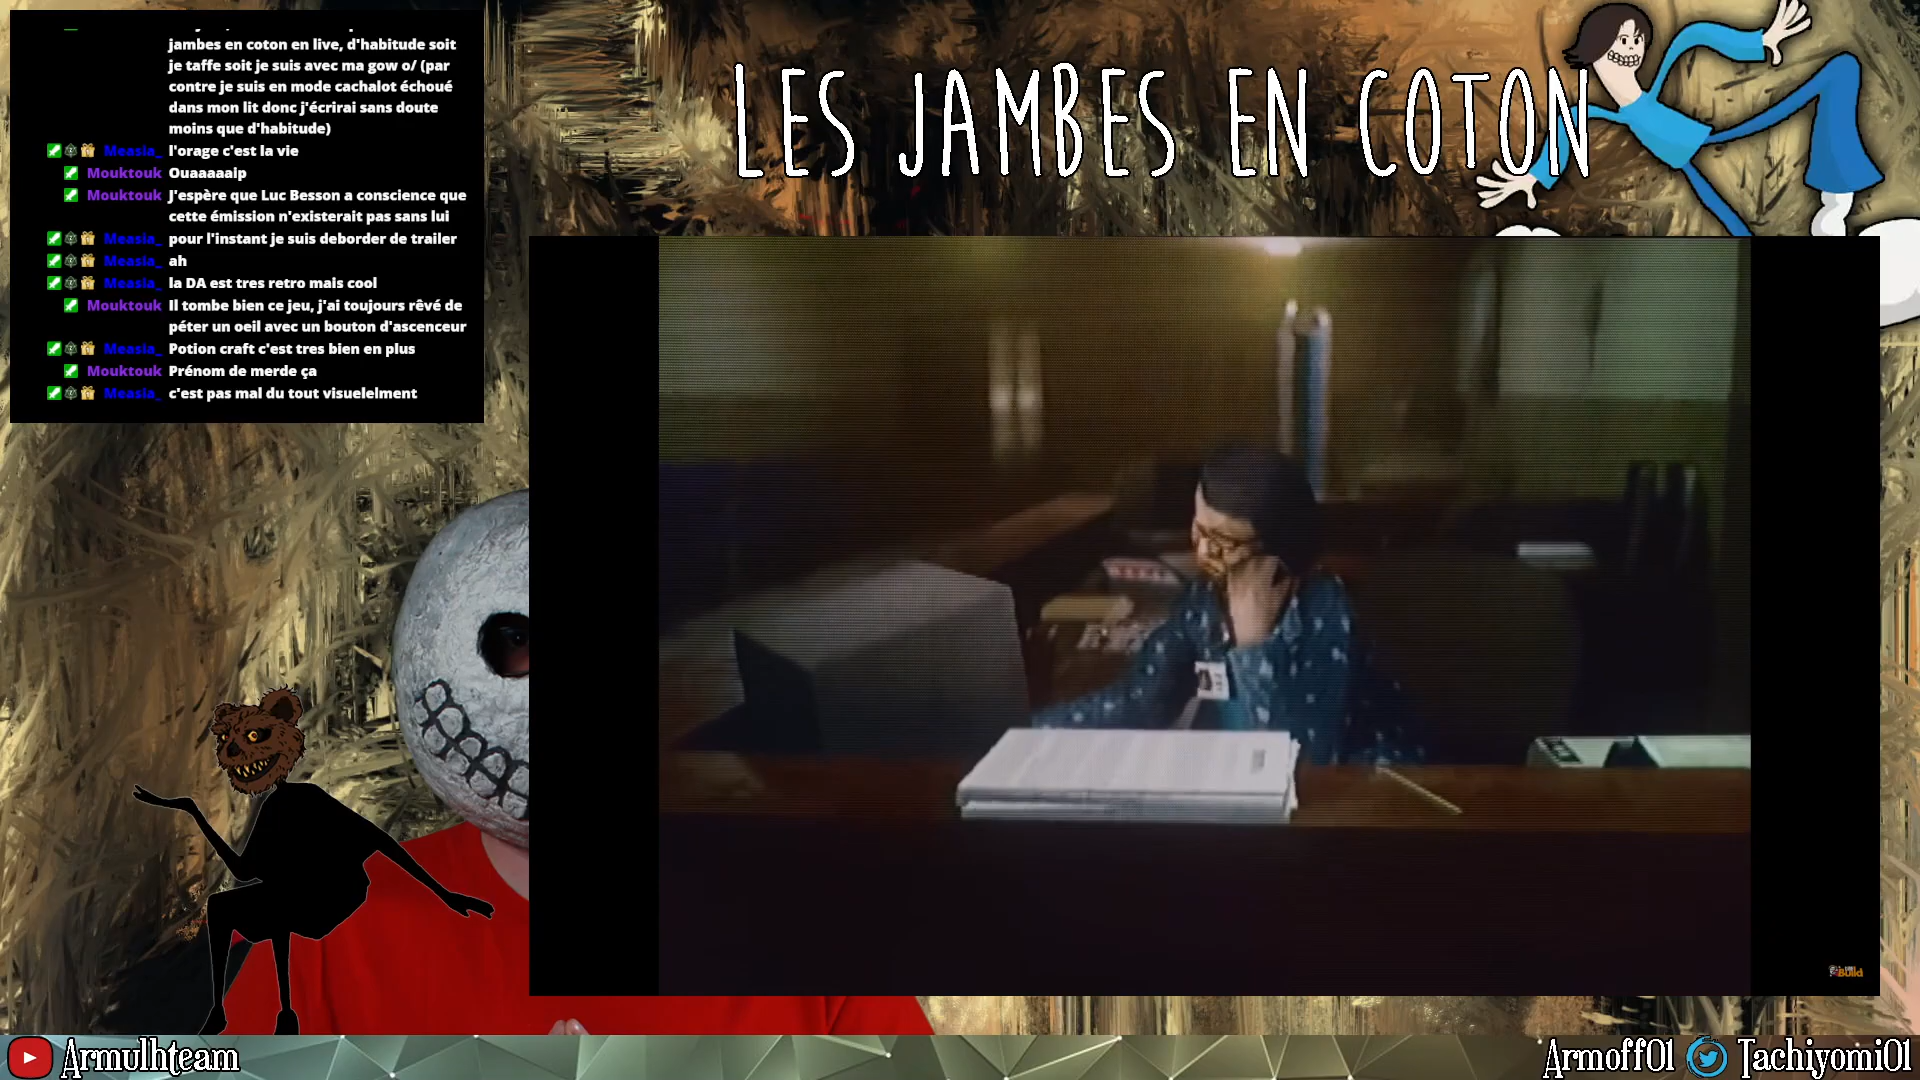 jambes en coton en live, d'habitude soit
je taffe soit je suis avec ma gow o/ (par
contre je suis en mode cachalot échoué
dans mon lit donc j'écrirai sans doute
moins que d'habitude)
Measia_ l'orage c'est la vie
Mouktouk Ouaaaaaip
Mouktouk J'espère que Luc Besson a conscience que
cette émission n'existerait pas sans lui
Measia_ pour l'instant je suis deborder de trailer
Measia_ ah
Measia_ la DA est tres retro mais cool
Mouktouk Il tombe bien ce jeu, j'ai toujours rêvé de
péter un oeil avec un bouton d'ascenceur
Measia_ Potion craft c'est tres bien en plus
Mouktouk Prénom de merde ça
Measia_ c'est pas mal du tout visuelelment
LES JAMBES EN COTON
Build
Armulhteam
Armoff01
Tachiyomi01